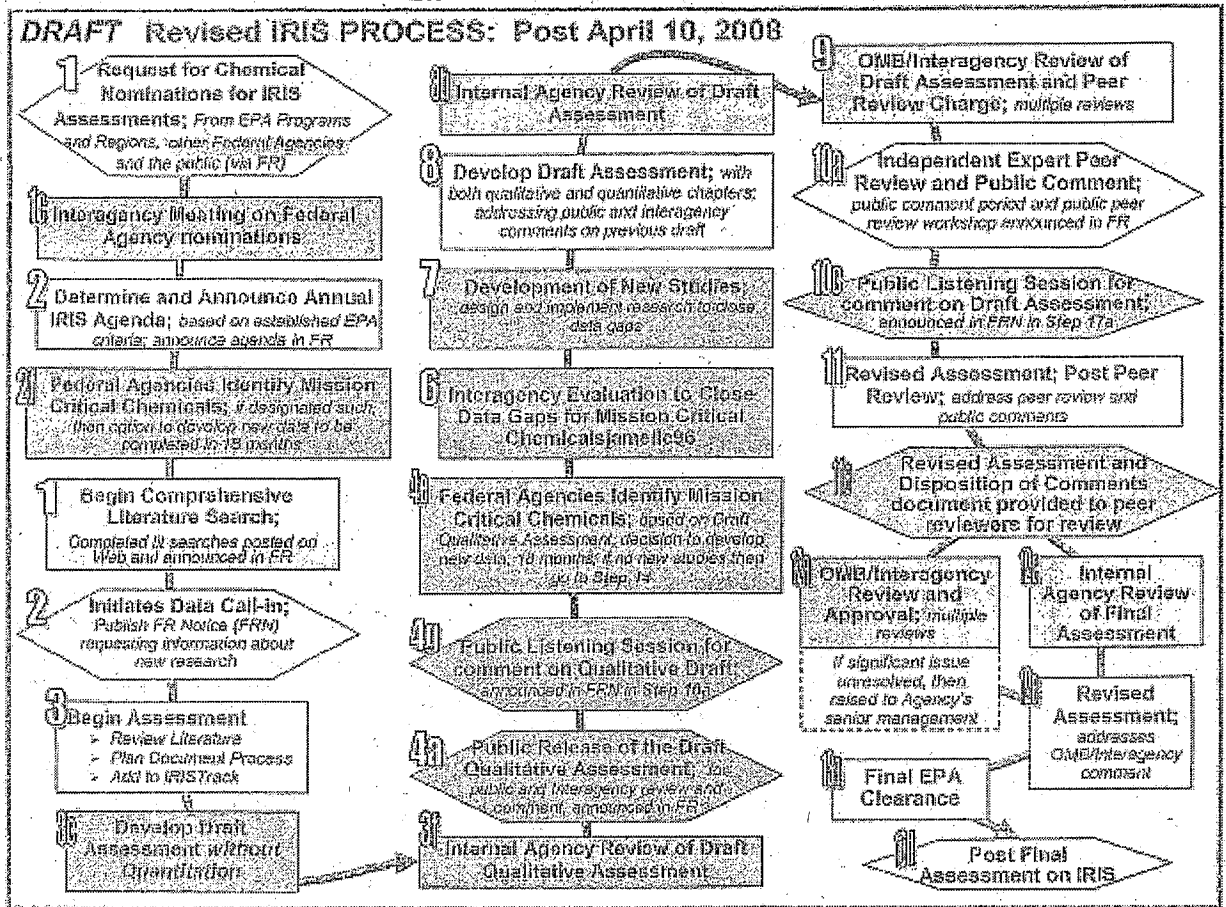 DRAFT Revised IRIS PROCESS: Post April 10, 2008
1 Request for Chemical
Nominations for IRIS
Assessments; From EPA Programs
and Regions, other Federal Agencies
and the public (via FR)
Interagency Meeting on Federal
Agency nominations
2 Determine and Announce Annual
IRIS Agenda; based on established EPA
criteria; announce agenda in FR
Federal Agencies Identify Mission
Critical Chemicals; if designated such,
then option to develop new data to be
completed in 18 months
1 Begin Comprehensive
Literature Search;
Completed lit searches posted on
Web and announced in FR
2 Initiates Data Call-in;
Publish FR Notice (FRN)
requesting information about
new research
3 Begin Assessment
➢ Review Literature
➢ Plan Document Process
➢ Add to IRISTrack
Develop Draft
Assessment without
Quantitation
Internal Agency Review of Draft
Qualitative Assessment
4a Public Release of the Draft
Qualitative Assessment; for
public and interagency review and
comment, announced in FR
Public Listening Session for
comment on Qualitative Draft;
announced in FRN in Step 10a
Federal Agencies Identify Mission
Critical Chemicals; based on Draft
Qualitative Assessment, decision to develop
new data, 18 months, if no new studies then
go to Step 14
6 Interagency Evaluation to Close
Data Gaps for Mission Critical
Chemicalsjamelic96
7 Development of New Studies;
design and implement research to close
data gaps
8 Develop Draft Assessment; with
both qualitative and quantitative chapters;
addressing public and interagency
comments on previous draft
Internal Agency Review of Draft
Assessment
9 OMB/Interagency Review of
Draft Assessment and Peer
Review Charge; multiple reviews
10a Independent Expert Peer
Review and Public Comment;
public comment period and public peer
review workshop announced in FR
Public Listening Session for
comment on Draft Assessment;
announced in FRN in Step 17a
11 Revised Assessment; Post Peer
Review; address peer review and
public comments
Revised Assessment and
Disposition of Comments
document provided to peer
reviewers for review
OMB/Interagency
Review and
Approval; multiple
reviews
If significant issue
unresolved, then
raised to Agency's
senior management
Internal
Agency Review
of Final
Assessment
Revised
Assessment;
addresses
OMB/Interagency
comment
Final EPA
Clearance
Post Final
Assessment on IRIS